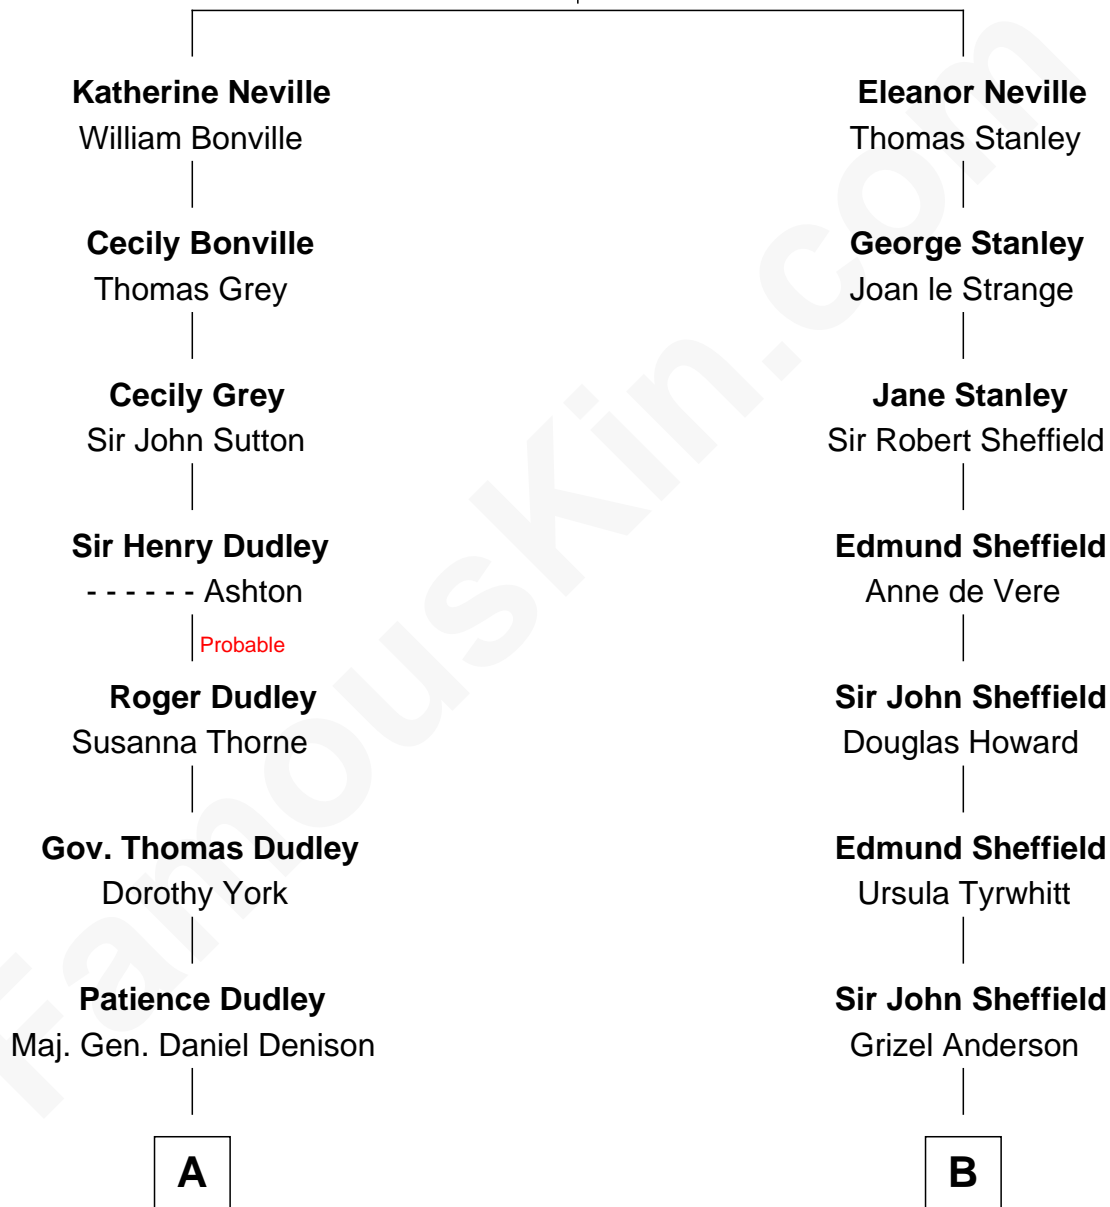 Katherine Neville
William Bonville
Cecily Bonville
Thomas Grey
Cecily Grey
Sir John Sutton
Sir Henry Dudley
- - - - - - Ashton
Probable
Roger Dudley
Susanna Thorne
Gov. Thomas Dudley
Dorothy York
Patience Dudley
Maj. Gen. Daniel Denison
A
Eleanor Neville
Thomas Stanley
George Stanley
Joan le Strange
Jane Stanley
Sir Robert Sheffield
Edmund Sheffield
Anne de Vere
Sir John Sheffield
Douglas Howard
Edmund Sheffield
Ursula Tyrwhitt
Sir John Sheffield
Grizel Anderson
B
FamousKin.com